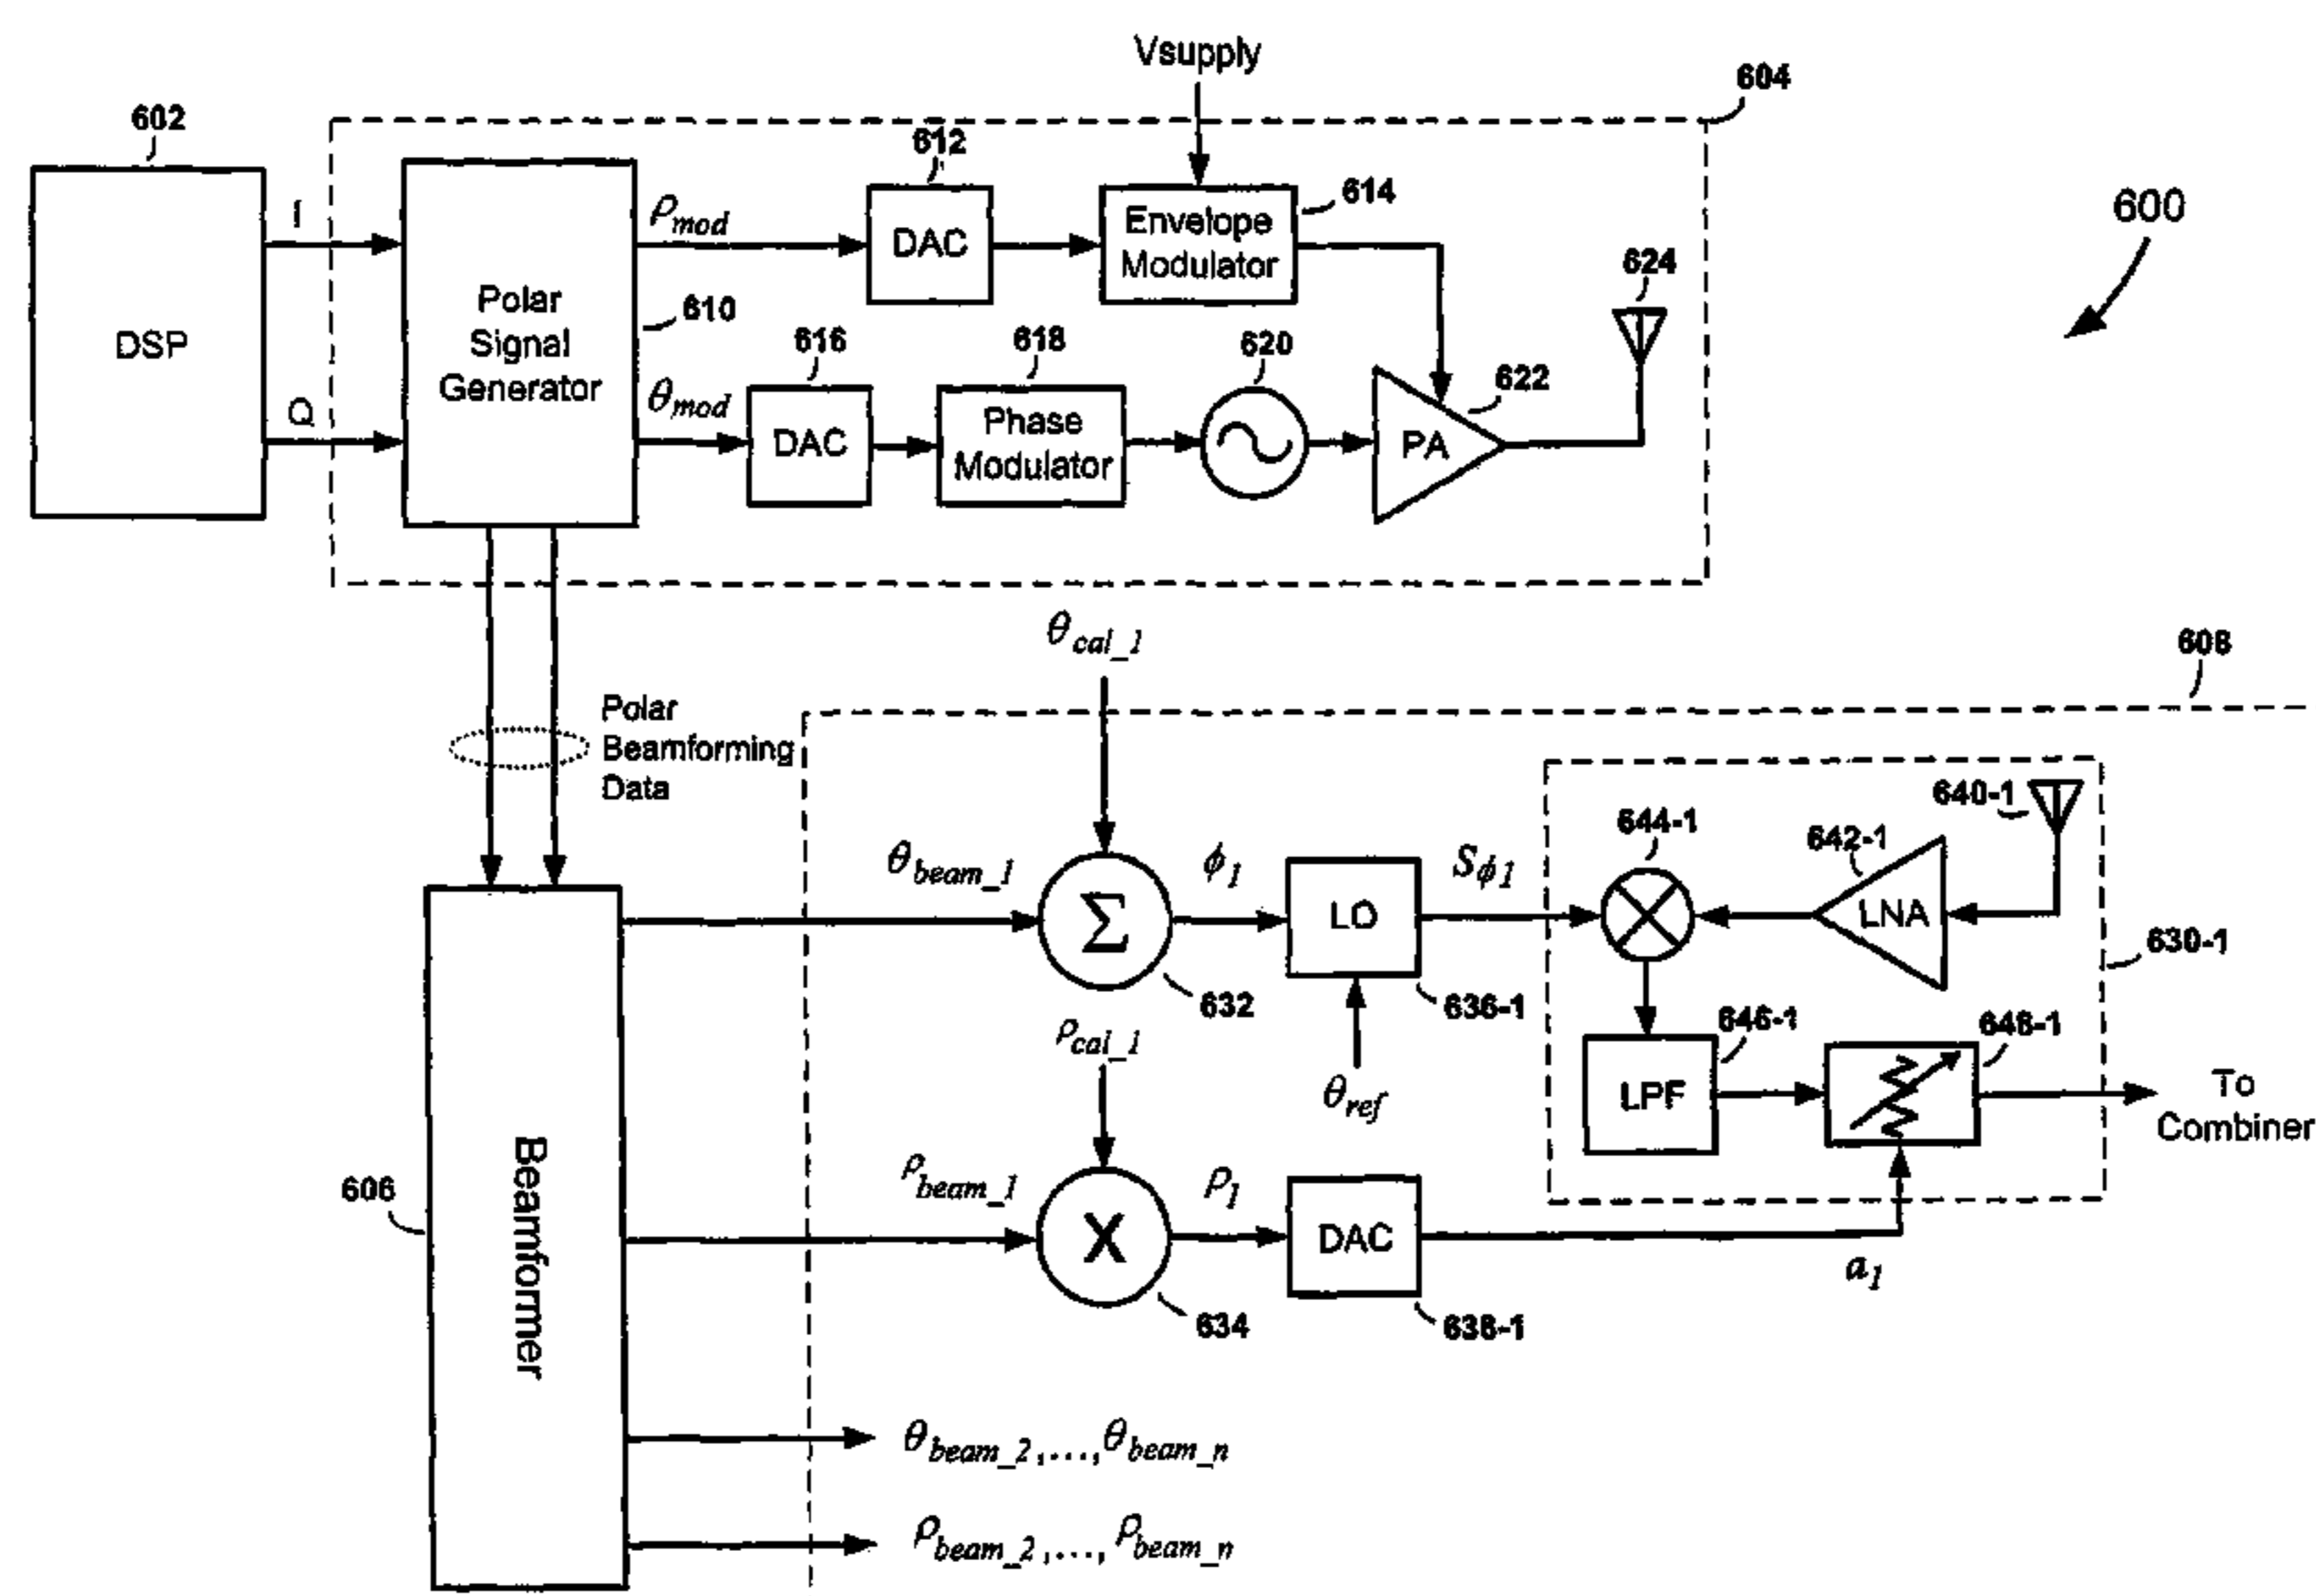 Vsupply
604
602
612
I
ρmod
DAC
Envelope
Modulator
614
600
624
DSP
Polar
Signal
Generator
610
616
618
620
622
Q
θmod
DAC
Phase
Modulator
PA
θcal_1
608
Polar
Beamforming
Data
640-1
644-1
642-1
θbeam_1
ϕ1
Sϕ1
Σ
LO
LNA
630-1
632
636-1
ρcal_1
646-1
648-1
θref
LPF
To
Combiner
606
Beamformer
ρbeam_1
ρ1
X
DAC
a1
634
638-1
θbeam_2,...,θbeam_n
ρbeam_2,...,ρbeam_n